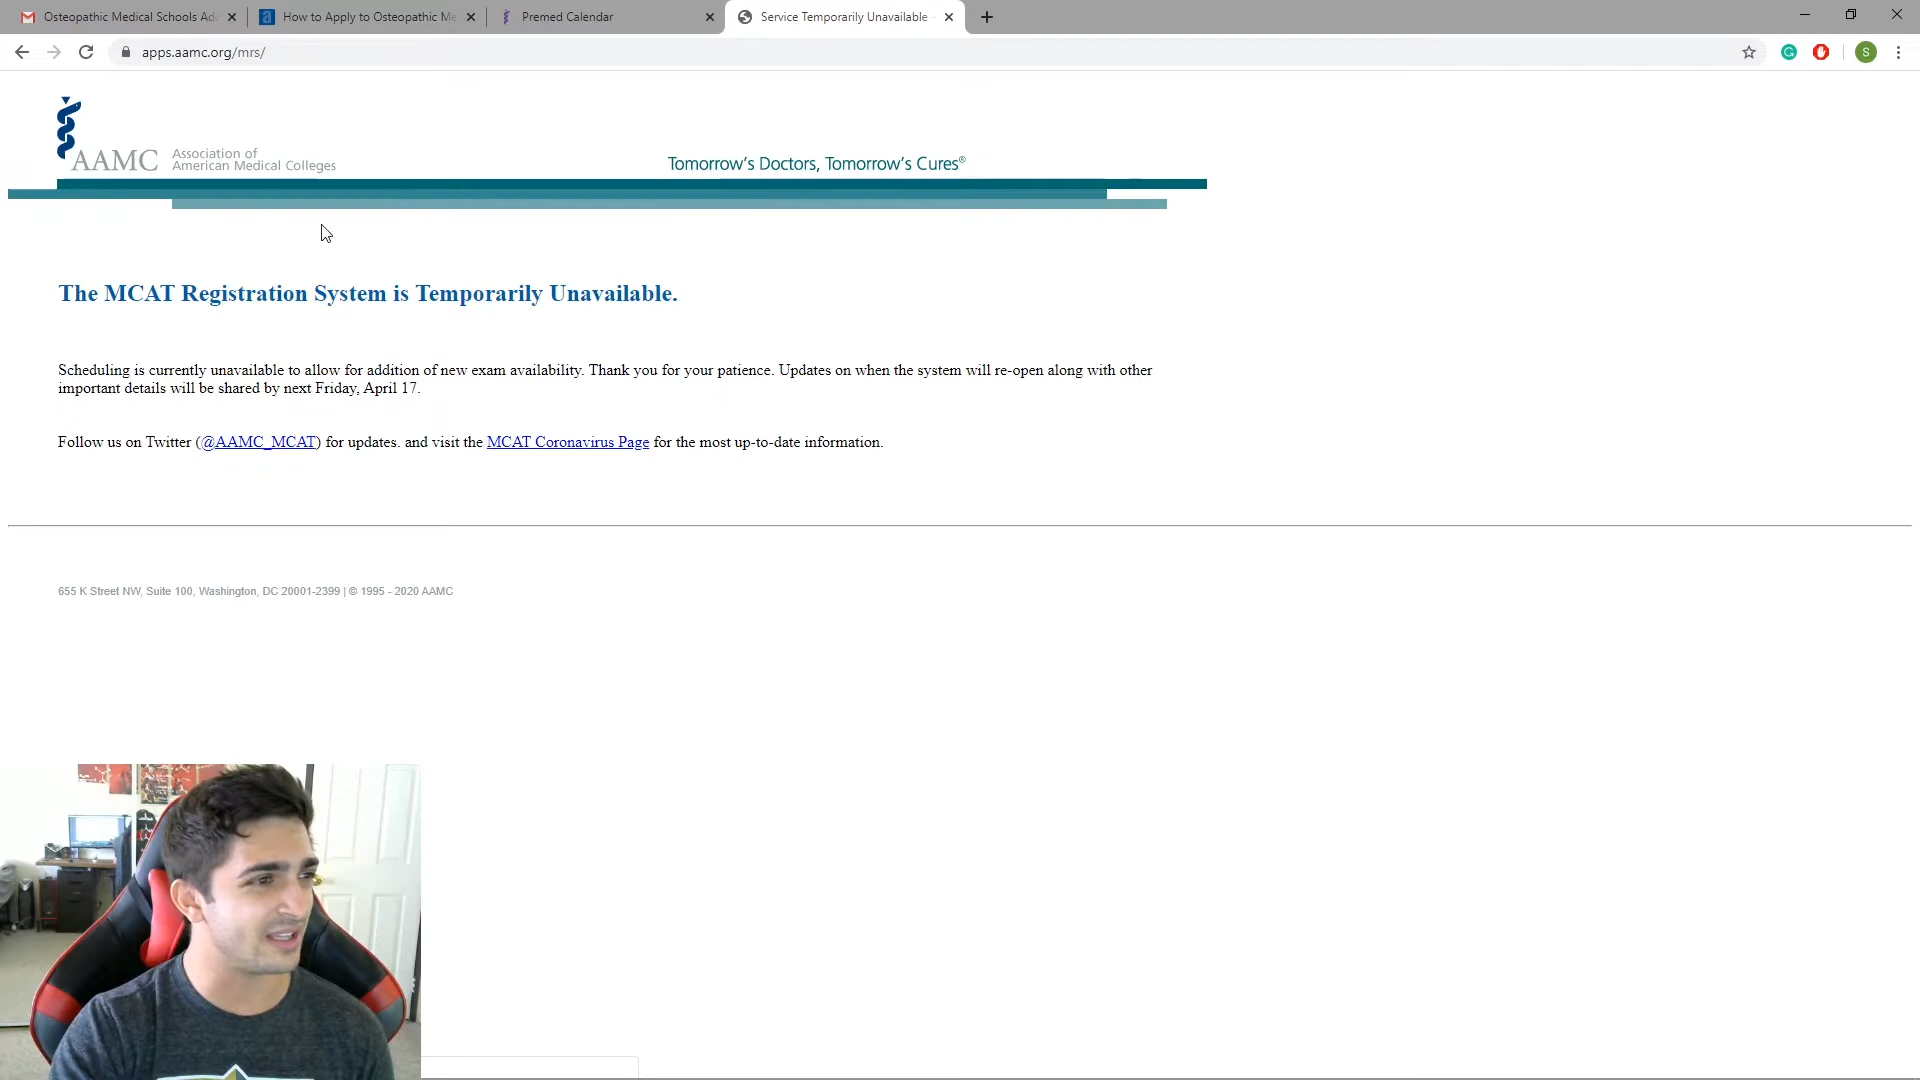 Osteopathic Medical Schools Ad
How to Apply to Osteopathic Me
Premed Calendar
Service Temporarily Unavailable
apps.aamc.org/mrs/
S
AAMC
Association of
American Medical Colleges
Tomorrow's Doctors, Tomorrow's Cures®
The MCAT Registration System is Temporarily Unavailable.
Scheduling is currently unavailable to allow for addition of new exam availability. Thank you for your patience. Updates on when the system will re-open along with other
important details will be shared by next Friday, April 17.
Follow us on Twitter (@AAMC_MCAT) for updates. and visit the MCAT Coronavirus Page for the most up-to-date information.
655 K Street NW, Suite 100, Washington, DC 20001-2399 | © 1995 - 2020 AAMC